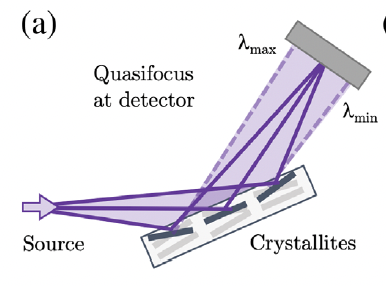 (a)
λmax
Quasifocus
at detector
λmin
Source
Crystallites